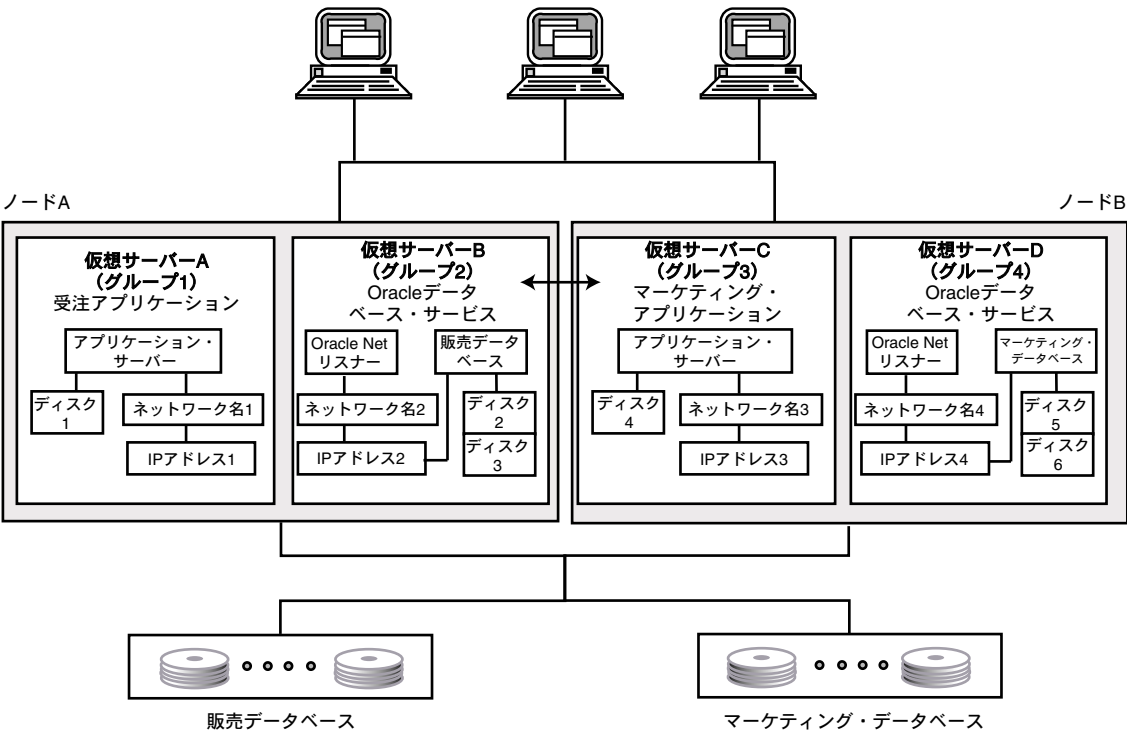 ノードA
ノードB
仮想サーバーA
（グループ1）
受注アプリケーション
アプリケーション・
サーバー
ディスク
1
ネットワーク名1
IPアドレス1
仮想サーバーB
（グループ2）
Oracleデータ
ベース・サービス
Oracle Net
リスナー
販売データ
ベース
ネットワーク名2
IPアドレス2
ディスク
2
ディスク
3
仮想サーバーC
（グループ3）
マーケティング・
アプリケーション
アプリケーション・
サーバー
ディスク
4
ネットワーク名3
IPアドレス3
仮想サーバーD
（グループ4）
Oracleデータ
ベース・サービス
Oracle Net
リスナー
マーケティング・
データベース
ネットワーク名4
IPアドレス4
ディスク
5
ディスク
6
販売データベース
マーケティング・データベース